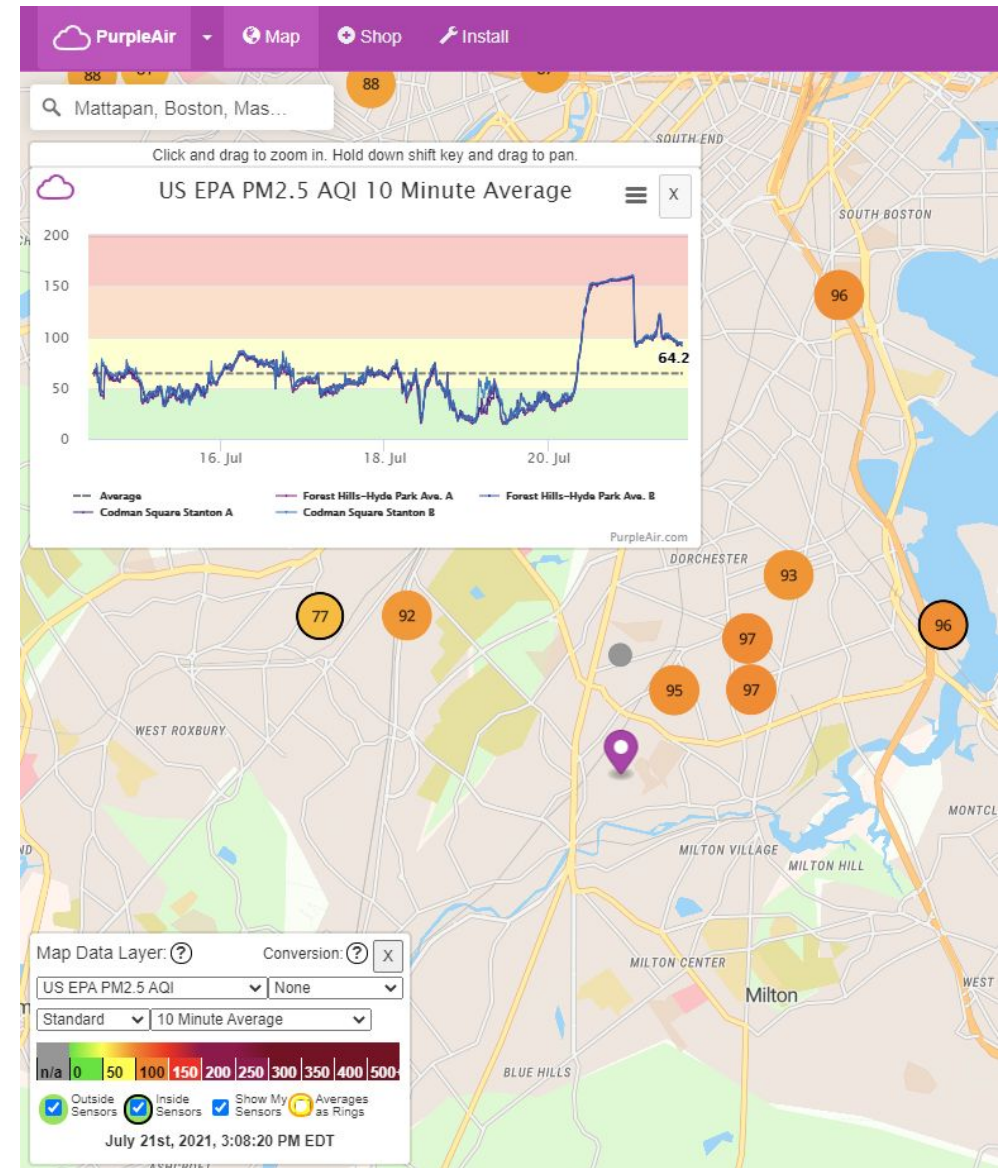 PurpleAir Map Shop Install
88
88
Mattapan, Boston, Mas...
SOUTH END
Click and drag to zoom in. Hold down shift key and drag to pan.
US EPA PM2.5 AQI 10 Minute Average X
SOUTH BOSTON
200
150
96
100
64.2
50
0
16. Jul 18. Jul 20. Jul
Average Forest Hills-Hyde Park Ave. A Forest Hills-Hyde Park Ave. B
Codman Square Stanton A Codman Square Stanton B
PurpleAir.com
DORCHESTER
93
77 92
96
97
95 97
WEST ROXBURY
MONTCL
MILTON VILLAGE
MILTON HILL
Map Data Layer: ? Conversion: ? X
MILTON CENTER
WEST
US EPA PM2.5 AQI None
Milton
Standard 10 Minute Average
n/a 0 50 100 150 200 250 300 350 400 500+
BLUE HILLS
Outside Sensors Inside Sensors Show My Sensors Averages as Rings
July 21st, 2021, 3:08:20 PM EDT